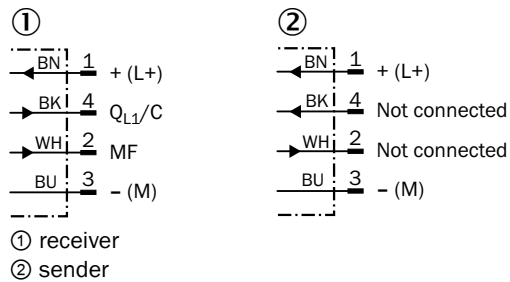 ① ②
BN 1 + (L+) BN 1 + (L+)
BK 4 Q_L1/C BK 4 Not connected
WH 2 MF WH 2 Not connected
BU 3 − (M) BU 3 − (M)
① receiver
② sender